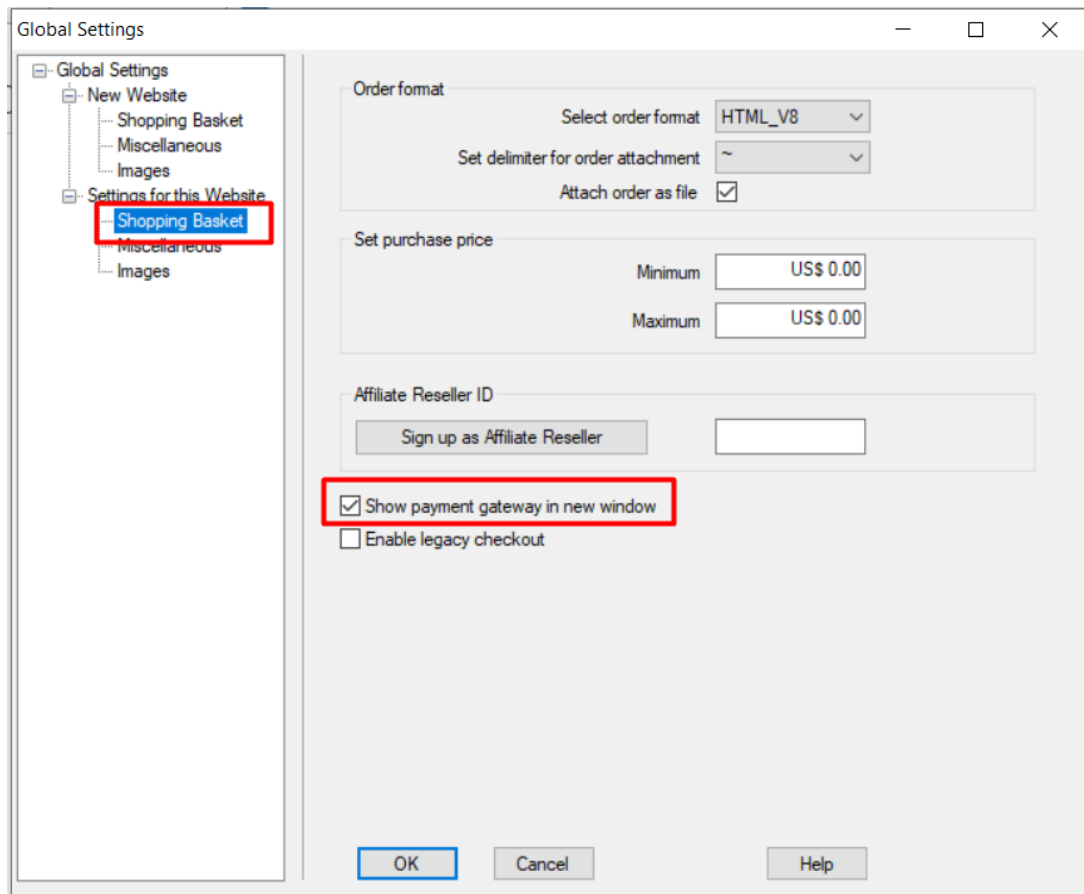 Global Settings
Global Settings
New Website
Shopping Basket
Miscellaneous
Images
Settings for this Website
Shopping Basket
Miscellaneous
Images
Order format
Select order format HTML_V8
Set delimiter for order attachment ~
Attach order as file
Set purchase price
Minimum US$ 0.00
Maximum US$ 0.00
Affiliate Reseller ID
Sign up as Affiliate Reseller
Show payment gateway in new window
Enable legacy checkout
OK Cancel Help